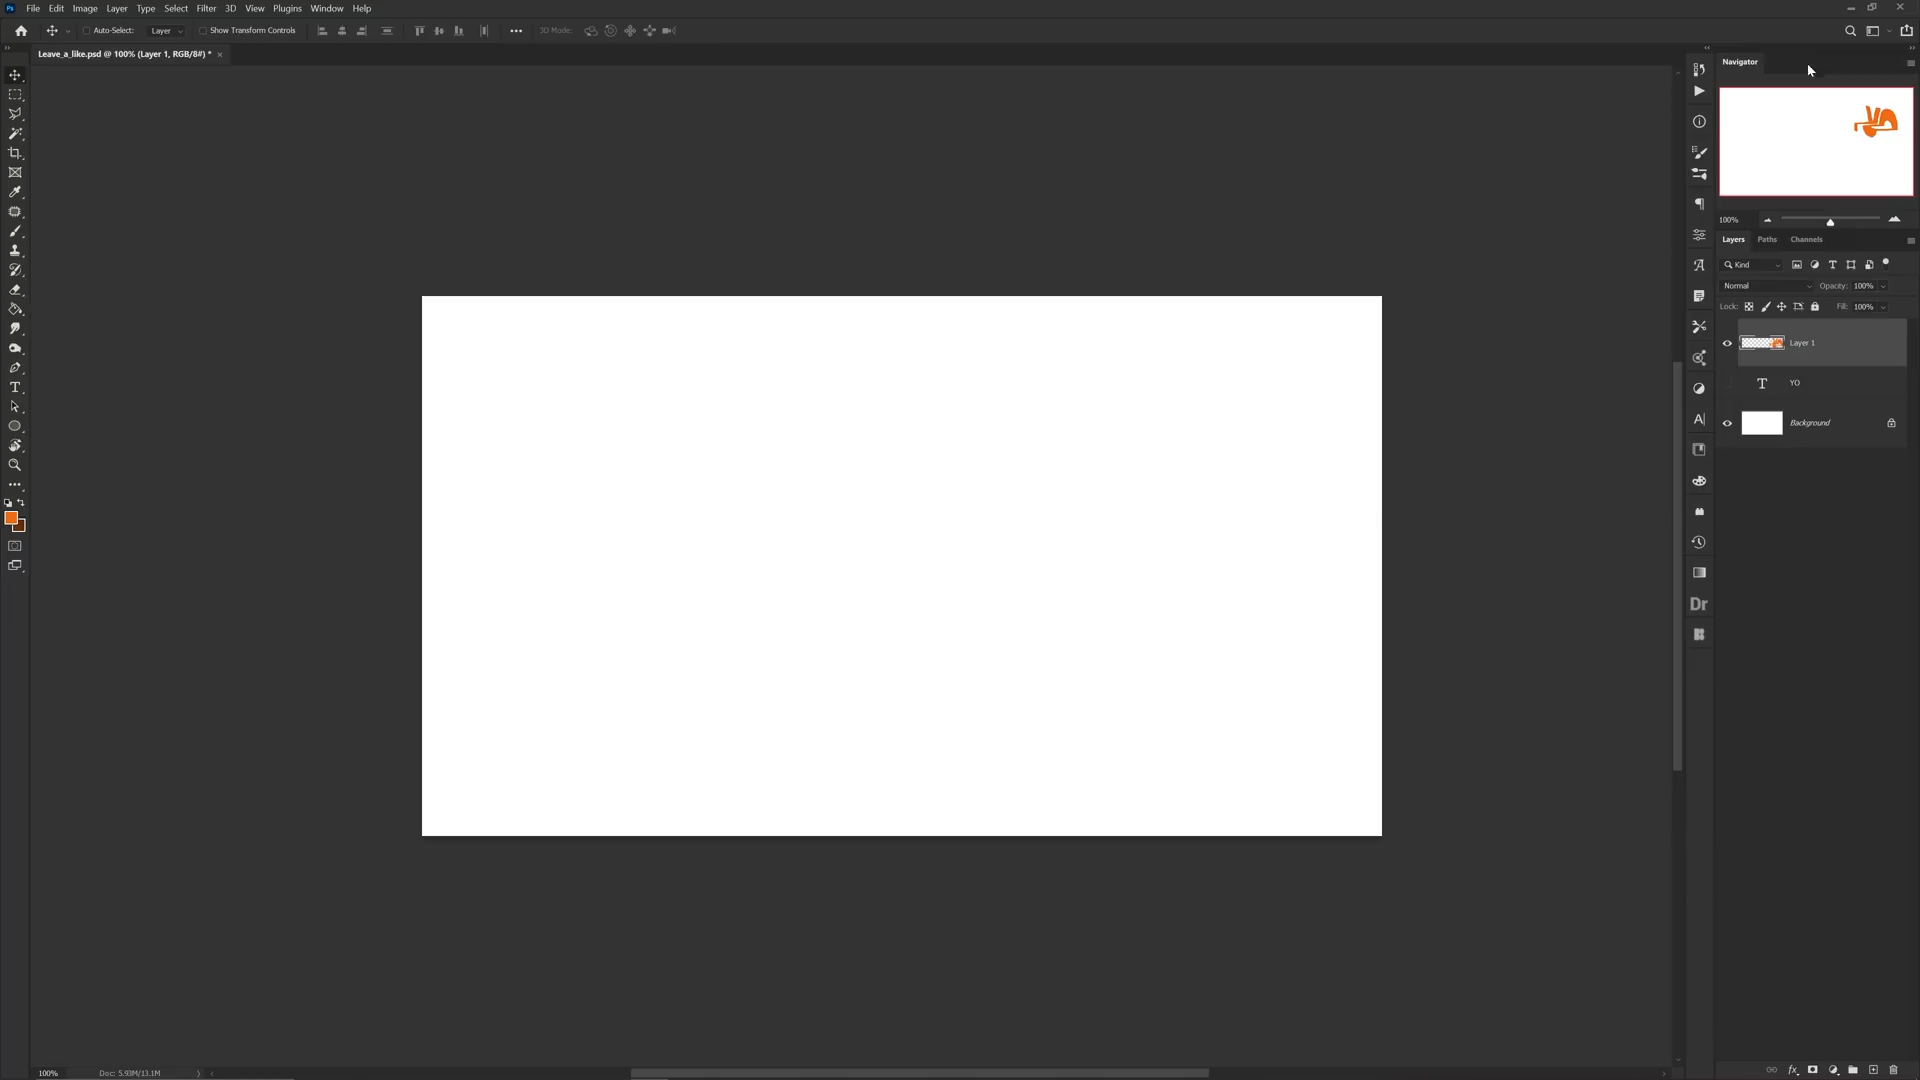 Ps File Edit Image Layer Type Select Filter 3D View Plugins Window Help
Auto-Select: Layer Show Transform Controls 3D Mode:
Leave_a_like.psd @ 100% (Layer 1, RGB/8#) *
Navigator
100%
Layers Paths Channels
Kind
Normal Opacity: 100%
Lock: Fill: 100%
Layer 1
T YO
Background
Dr
fx
100% Doc: 5.93M/13.1M